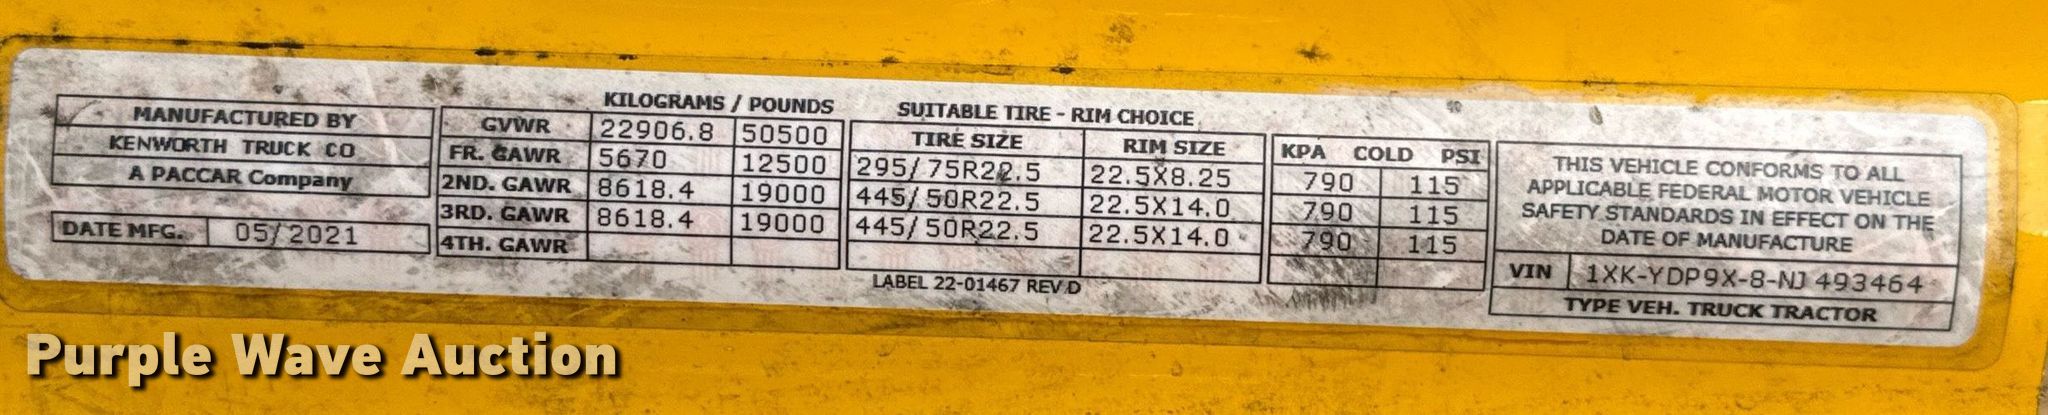 MANUFACTURED BY
KENWORTH TRUCK CO
A PACCAR Company
DATE MFG. 05/2021
KILOGRAMS / POUNDS
GVWR 22906.8 50500
FR. GAWR 5670 12500
2ND. GAWR 8618.4 19000
3RD. GAWR 8618.4 19000
4TH. GAWR
SUITABLE TIRE - RIM CHOICE
TIRE SIZE RIM SIZE
295/75R22.5 22.5X8.25
445/50R22.5 22.5X14.0
445/50R22.5 22.5X14.0
KPA COLD PSI
790 115
790 115
790 115
LABEL 22-01467 REV D
THIS VEHICLE CONFORMS TO ALL
APPLICABLE FEDERAL MOTOR VEHICLE
SAFETY STANDARDS IN EFFECT ON THE
DATE OF MANUFACTURE
VIN 1XK-YDP9X-8-NJ 493464
TYPE VEH. TRUCK TRACTOR
Purple Wave Auction